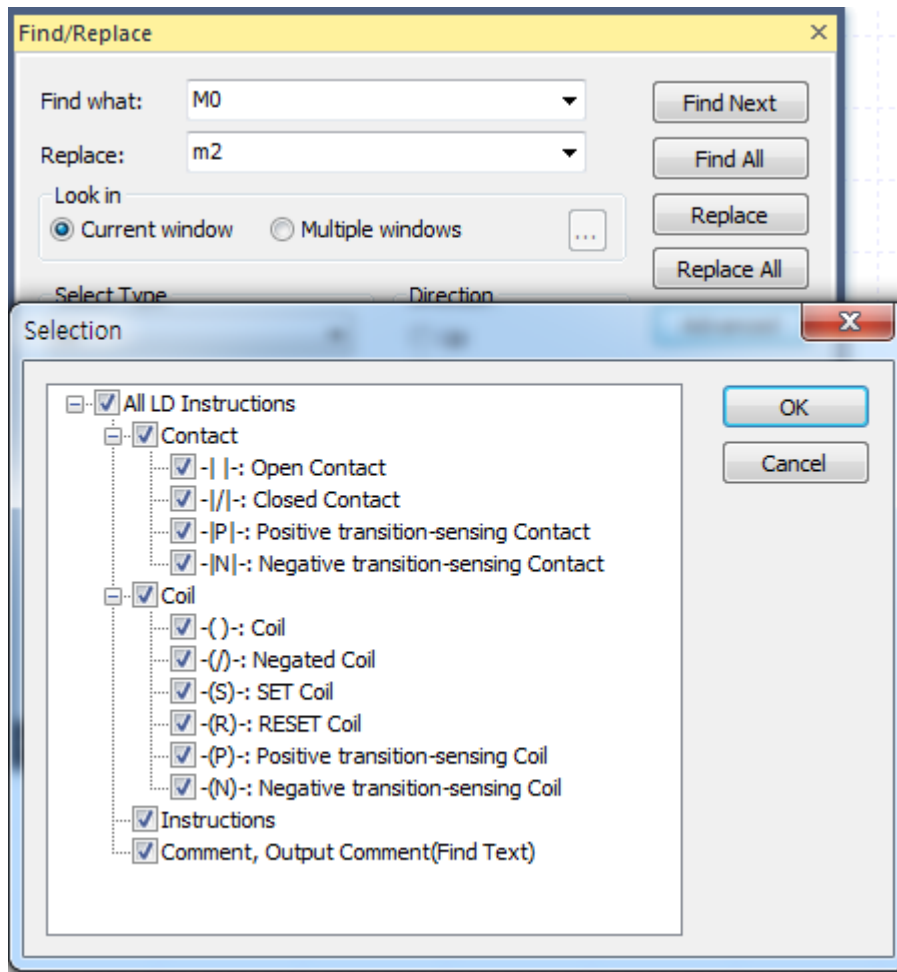 Find/Replace
Find what: M0 Find Next
Replace: m2 Find All
Look in
Current window Multiple windows ... Replace
Replace All
Select Type Direction
Selection
All LD Instructions OK
Contact
-| |-: Open Contact Cancel
-|/|-: Closed Contact
-|P|-: Positive transition-sensing Contact
-|N|-: Negative transition-sensing Contact
Coil
-( )-: Coil
-(/)-: Negated Coil
-(S)-: SET Coil
-(R)-: RESET Coil
-(P)-: Positive transition-sensing Coil
-(N)-: Negative transition-sensing Coil
Instructions
Comment, Output Comment(Find Text)